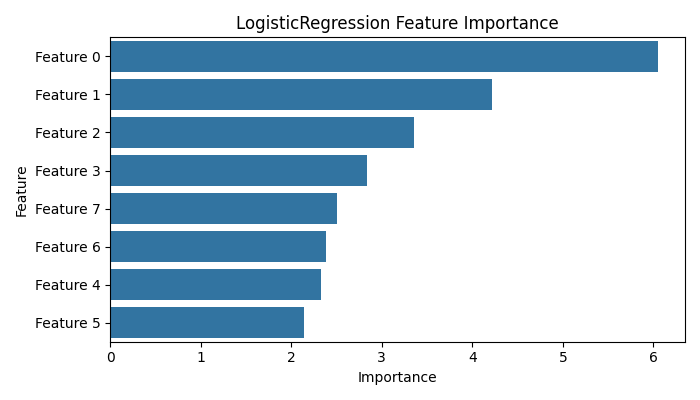 LogisticRegression Feature Importance
Feature 0
Feature 1
Feature 2
Feature 3
Feature 7
Feature 6
Feature 4
Feature 5
Feature
0 1 2 3 4 5 6
Importance